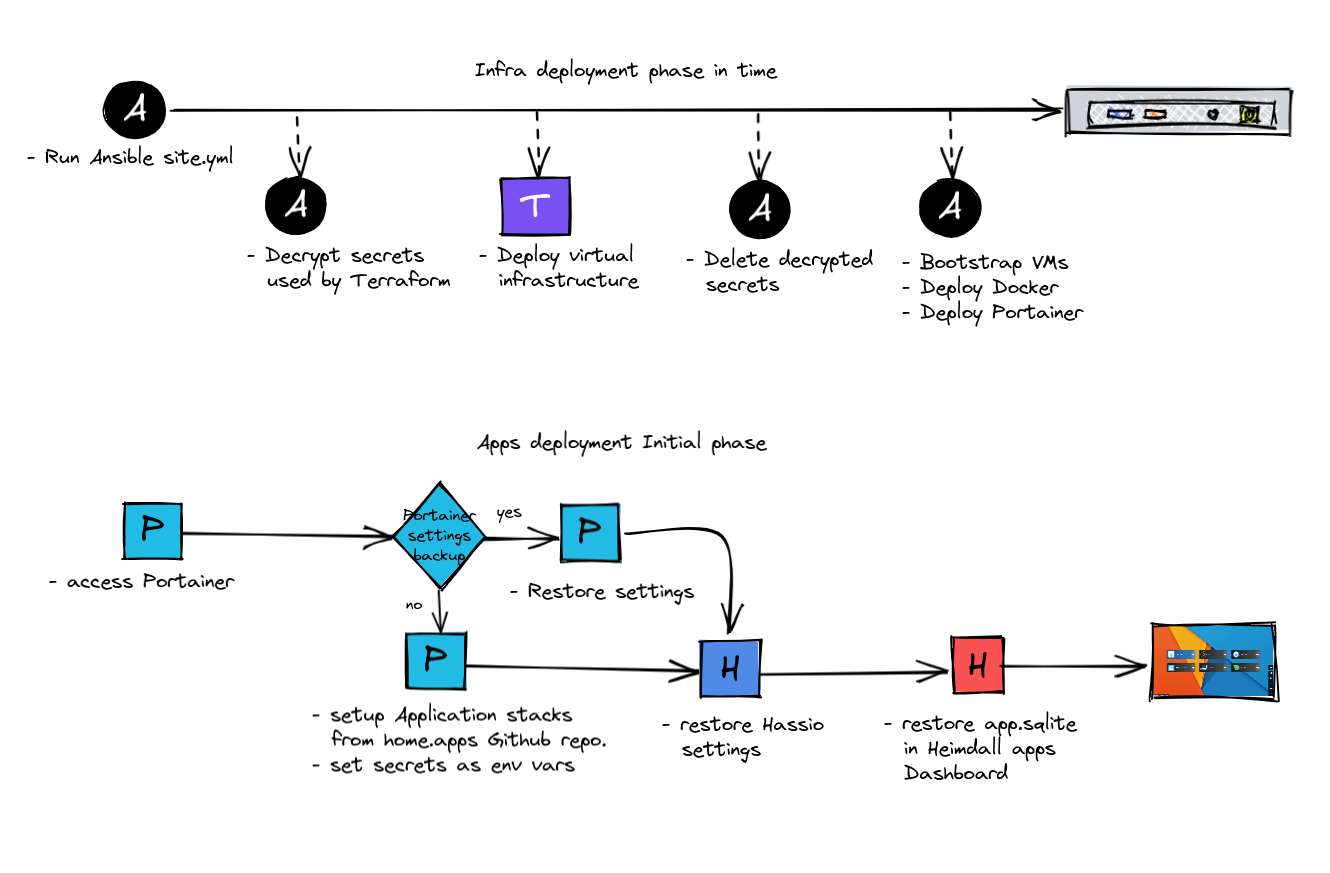 Infra deployment phase in time
A
- Run Ansible site.yml
A
- Decrypt secrets
used by Terraform
T
- Deploy virtual
infrastructure
A
- Delete decrypted
secrets
A
- Bootstrap VMs
- Deploy Docker
- Deploy Portainer
Apps deployment Initial phase
P
- access Portainer
Portainer
settings
backup
yes
P
- Restore settings
no
P
- setup Application stacks
from home.apps Github repo.
- set secrets as env vars
H
- restore Hassio
settings
H
- restore app.sqlite
in Heimdall apps
Dashboard